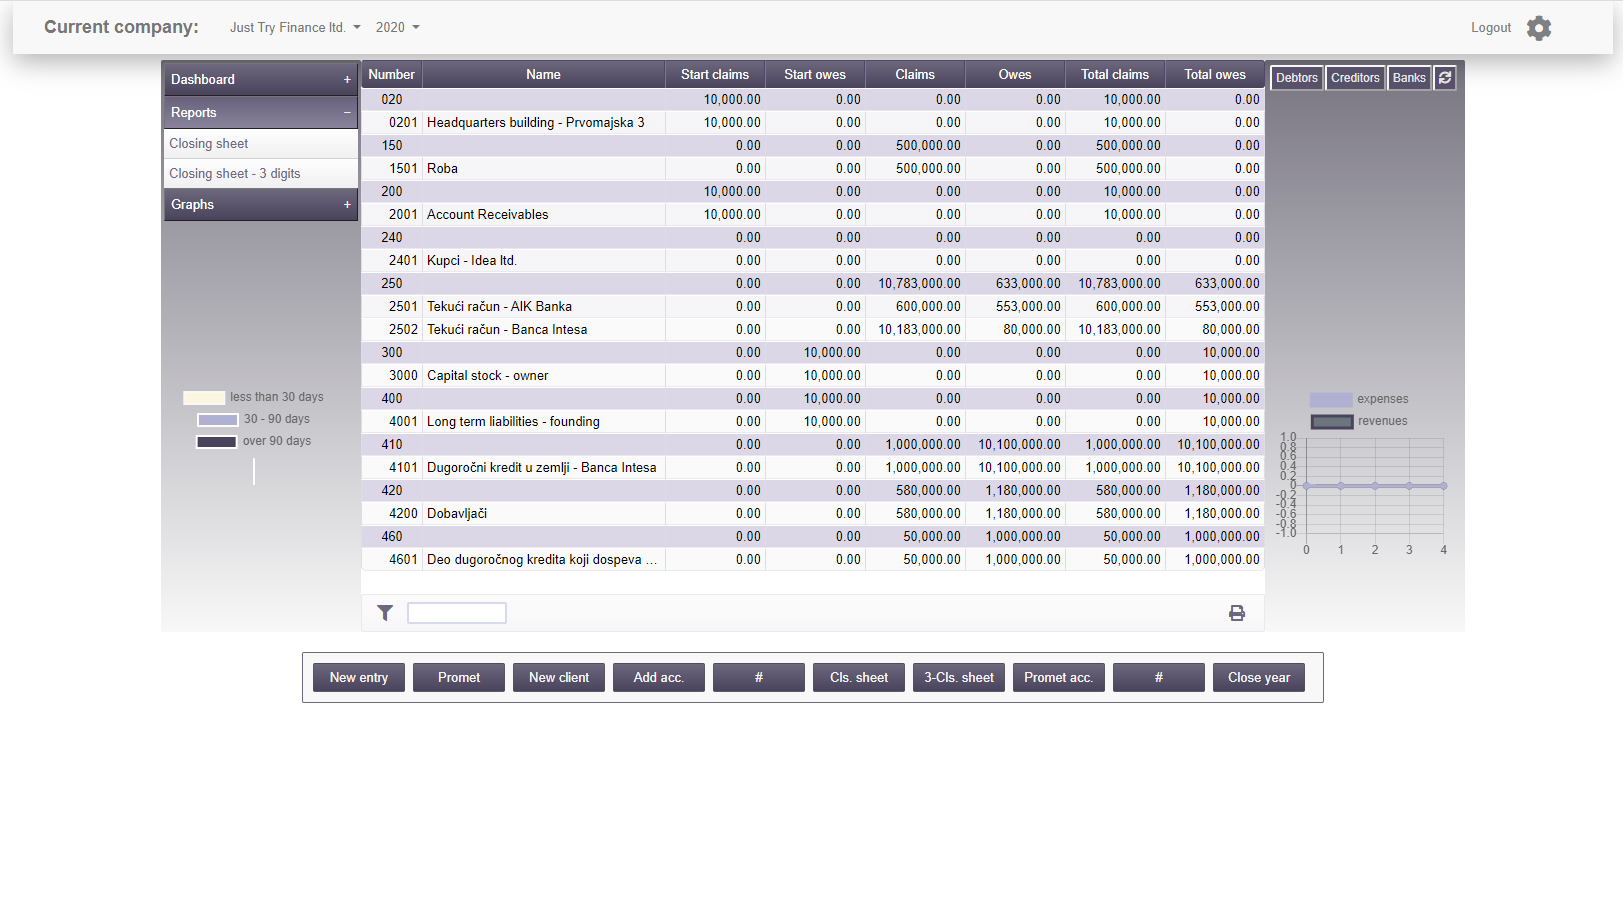 Current company: Just Try Finance ltd. 2020 Logout
Dashboard +
Reports −
Closing sheet
Closing sheet - 3 digits
Graphs +
less than 30 days
30 - 90 days
over 90 days
Number Name Start claims Start owes Claims Owes Total claims Total owes
020 10,000.00 0.00 0.00 0.00 10,000.00 0.00
0201 Headquarters building - Prvomajska 3 10,000.00 0.00 0.00 0.00 10,000.00 0.00
150 0.00 0.00 500,000.00 0.00 500,000.00 0.00
1501 Roba 0.00 0.00 500,000.00 0.00 500,000.00 0.00
200 10,000.00 0.00 0.00 0.00 10,000.00 0.00
2001 Account Receivables 10,000.00 0.00 0.00 0.00 10,000.00 0.00
240 0.00 0.00 0.00 0.00 0.00 0.00
2401 Kupci - Idea ltd. 0.00 0.00 0.00 0.00 0.00 0.00
250 0.00 0.00 10,783,000.00 633,000.00 10,783,000.00 633,000.00
2501 Tekući račun - AIK Banka 0.00 0.00 600,000.00 553,000.00 600,000.00 553,000.00
2502 Tekući račun - Banca Intesa 0.00 0.00 10,183,000.00 80,000.00 10,183,000.00 80,000.00
300 0.00 10,000.00 0.00 0.00 0.00 10,000.00
3000 Capital stock - owner 0.00 10,000.00 0.00 0.00 0.00 10,000.00
400 0.00 10,000.00 0.00 0.00 0.00 10,000.00
4001 Long term liabilities - founding 0.00 10,000.00 0.00 0.00 0.00 10,000.00
410 0.00 0.00 1,000,000.00 10,100,000.00 1,000,000.00 10,100,000.00
4101 Dugoročni kredit u zemlji - Banca Intesa 0.00 0.00 1,000,000.00 10,100,000.00 1,000,000.00 10,100,000.00
420 0.00 0.00 580,000.00 1,180,000.00 580,000.00 1,180,000.00
4200 Dobavljači 0.00 0.00 580,000.00 1,180,000.00 580,000.00 1,180,000.00
460 0.00 0.00 50,000.00 1,000,000.00 50,000.00 1,000,000.00
4601 Deo dugoročnog kredita koji dospeva ... 0.00 0.00 50,000.00 1,000,000.00 50,000.00 1,000,000.00
Debtors Creditors Banks
expenses
revenues
1.0
0.8
0.6
0.4
0.2
0
-0.2
-0.4
-0.6
-0.8
-1.0
0 1 2 3 4
New entry Promet New client Add acc. # Cls. sheet 3-Cls. sheet Promet acc. # Close year